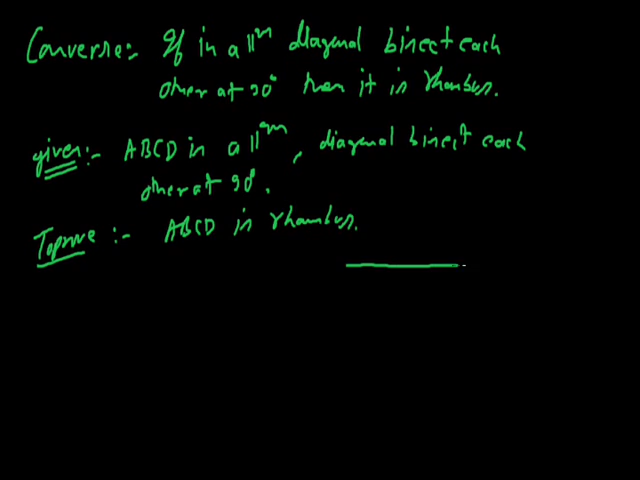 Converse:- If in a ||m diagonal bisect each
other at 90° then it is rhombus.
given:- ABCD is a ||gm, diagonal bisect each
other at 90°.
To prove :- ABCD is rhombus.